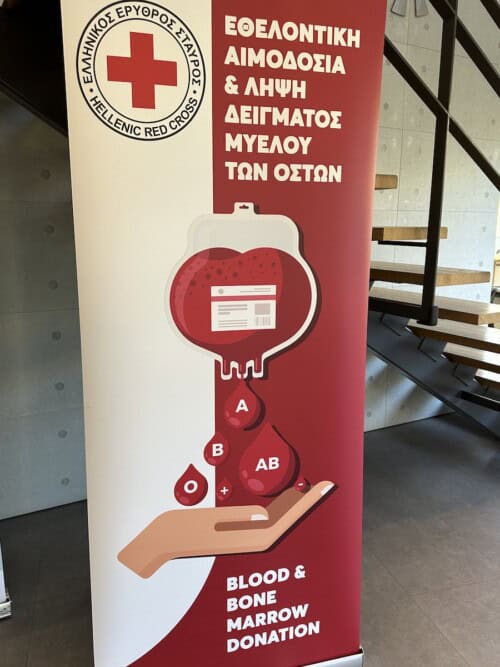 ΕΛΛΗΝΙΚΟΣ ΕΡΥΘΡΟΣ ΣΤΑΥΡΟΣ
• HELLENIC RED CROSS •
ΕΘΕΛΟΝΤΙΚΗ
ΑΙΜΟΔΟΣΙΑ
& ΛΗΨΗ
ΔΕΙΓΜΑΤΟΣ
ΜΥΕΛΟΥ
ΤΩΝ ΟΣΤΩΝ
A
B
AB
O
+
-
BLOOD &
BONE
MARROW
DONATION